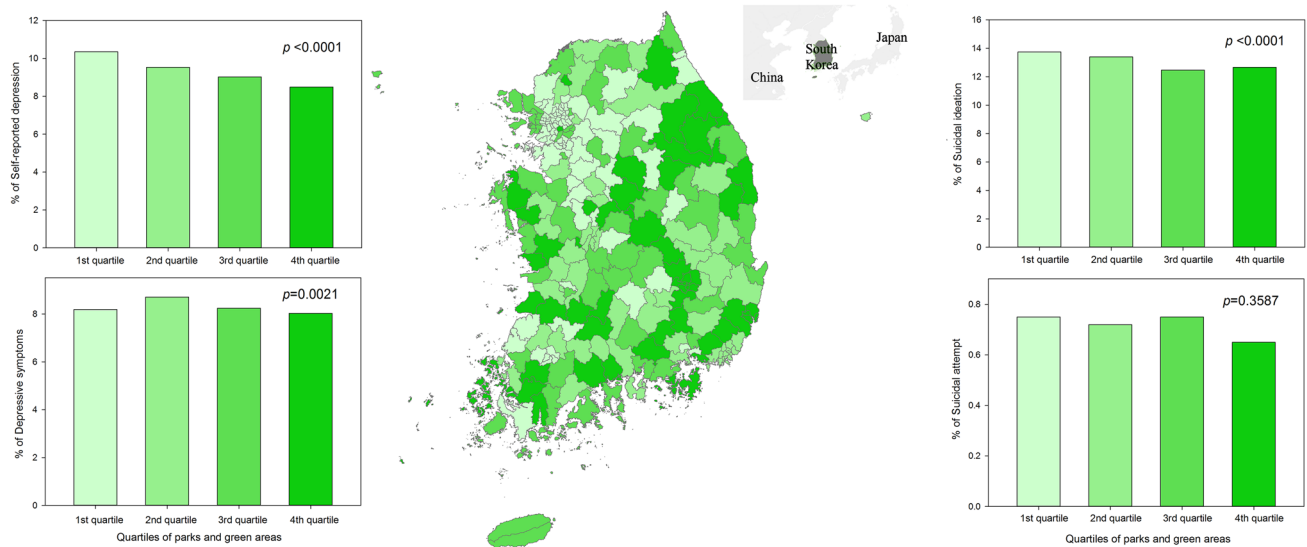 % of Self-reported depression
12
10
8
6
4
2
0
p <0.0001
1st quartile 2nd quartile 3rd quartile 4th quartile
% of Depressive symptoms
8
6
4
2
0
p=0.0021
1st quartile 2nd quartile 3rd quartile 4th quartile
Quartiles of parks and green areas
China
South
Korea
Japan
% of Suicidal ideation
16
14
12
10
8
6
4
2
0
p <0.0001
1st quartile 2nd quartile 3rd quartile 4th quartile
% of Suicidal attempt
0.8
0.6
0.4
0.2
0.0
p=0.3587
1st quartile 2nd quartile 3rd quartile 4th quartile
Quartiles of parks and green areas